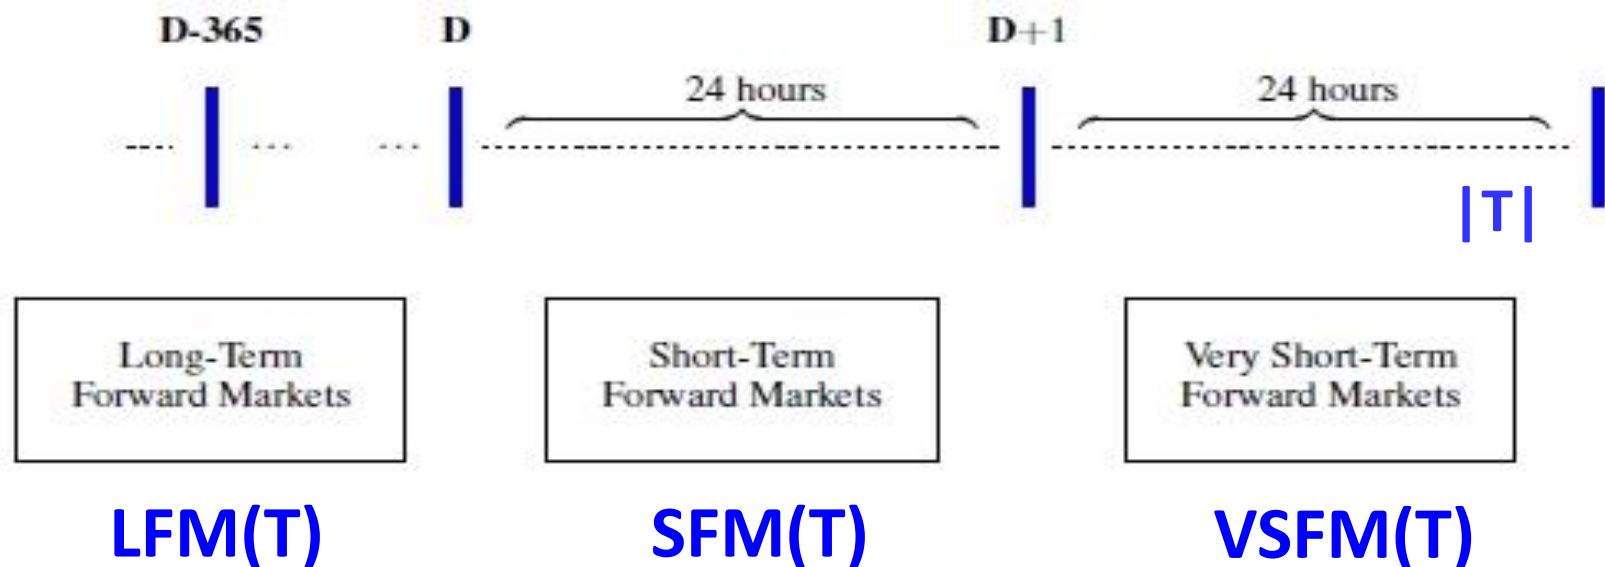 D-365 D D+1
24 hours 24 hours
|T|
Long-Term
Forward Markets
Short-Term
Forward Markets
Very Short-Term
Forward Markets
LFM(T) SFM(T) VSFM(T)